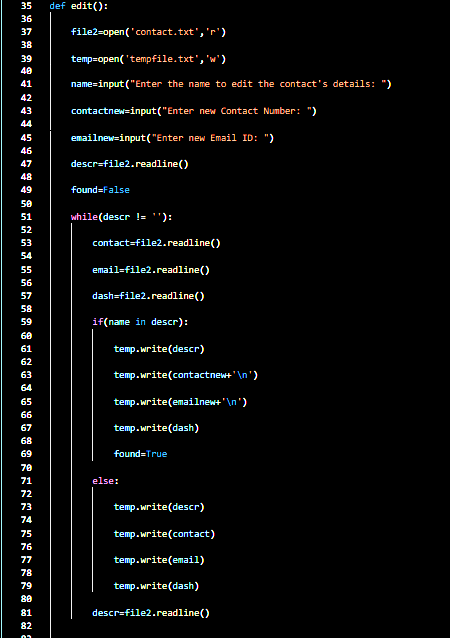 35 def edit():
36
37 file2=open('contact.txt','r')
38
39 temp=open('tempfile.txt','w')
40
41 name=input("Enter the name to edit the contact's details: ")
42
43 contactnew=input("Enter new Contact Number: ")
44
45 emailnew=input("Enter new Email ID: ")
46
47 descr=file2.readline()
48
49 found=False
50
51 while(descr != ''):
52
53 contact=file2.readline()
54
55 email=file2.readline()
56
57 dash=file2.readline()
58
59 if(name in descr):
60
61 temp.write(descr)
62
63 temp.write(contactnew+'\n')
64
65 temp.write(emailnew+'\n')
66
67 temp.write(dash)
68
69 found=True
70
71 else:
72
73 temp.write(descr)
74
75 temp.write(contact)
76
77 temp.write(email)
78
79 temp.write(dash)
80
81 descr=file2.readline()
82